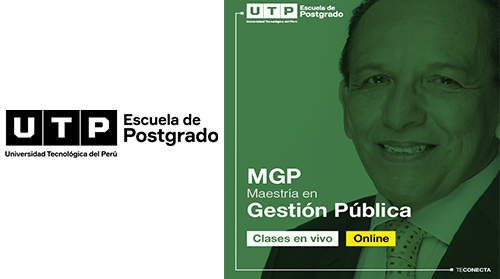 UTP
Escuela de
Postgrado
Universidad Tecnológica del Perú
UTP
Escuela de
Postgrado
Universidad Tecnológica del Perú
MGP
Maestría en
Gestión Pública
Clases en vivo
Online
TECONECTA